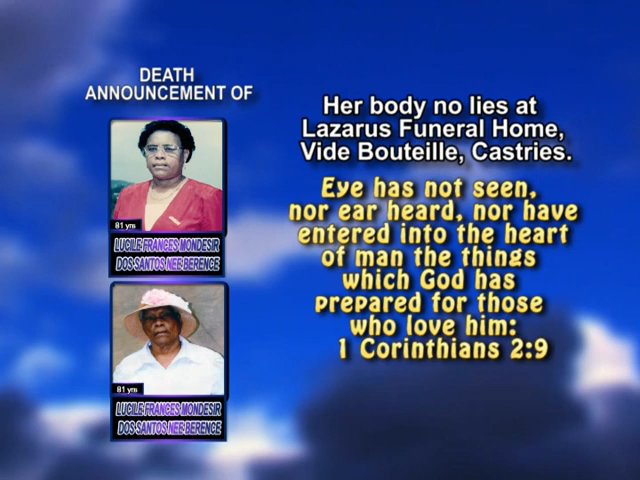 DEATH
ANNOUNCEMENT OF
81 yrs
LUCILE FRANCES MONDESIR
DOS SANTOS NEE BERENCE
81 yrs
LUCILE FRANCES MONDESIR
DOS SANTOS NEE BERENCE
Her body no lies at
Lazarus Funeral Home,
Vide Bouteille, Castries.
Eye has not seen,
nor ear heard, nor have
entered into the heart
of man the things
which God has
prepared for those
who love him:
1 Corinthians 2:9